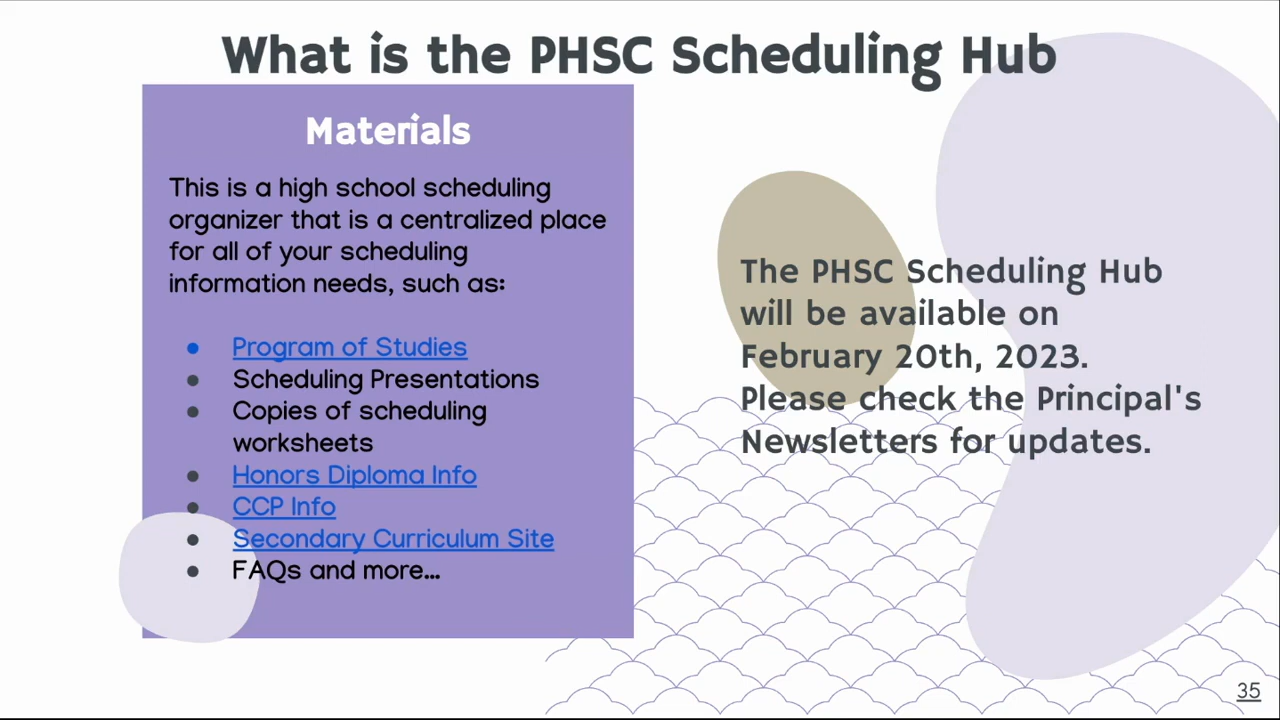 What is the PHSC Scheduling Hub
Materials
This is a high school scheduling
organizer that is a centralized place
for all of your scheduling
information needs, such as:
● Program of Studies
● Scheduling Presentations
● Copies of scheduling
worksheets
● Honors Diploma Info
● CCP Info
● Secondary Curriculum Site
● FAQs and more...
The PHSC Scheduling Hub
will be available on
February 20th, 2023.
Please check the Principal's
Newsletters for updates.
35